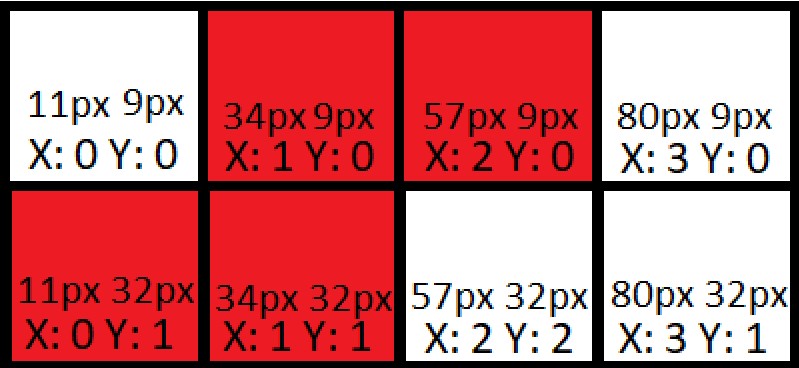 11px 9px
X: 0 Y: 0
34px 9px
X: 1 Y: 0
57px 9px
X: 2 Y: 0
80px 9px
X: 3 Y: 0
11px 32px
X: 0 Y: 1
34px 32px
X: 1 Y: 1
57px 32px
X: 2 Y: 2
80px 32px
X: 3 Y: 1